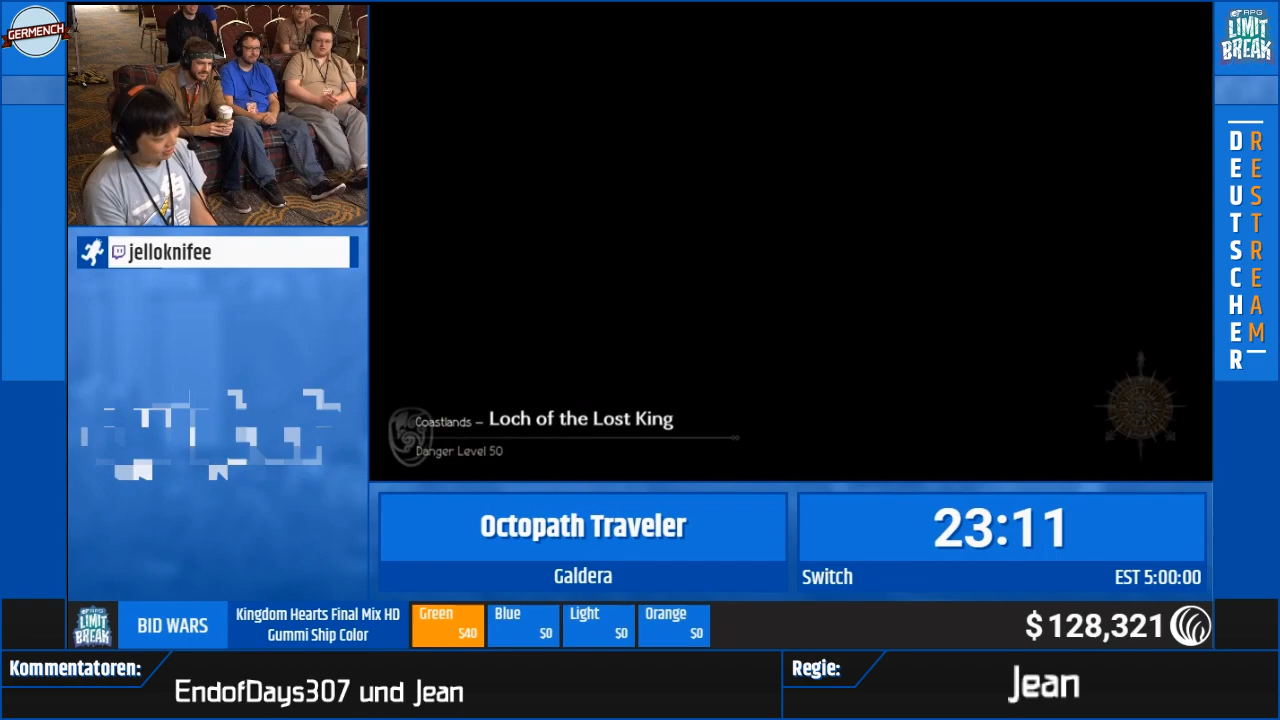 GERMENCH
RPG
LIMIT
BREAK
DEUTSCHER
RESTREAM
jelloknifee
Coastlands – Loch of the Lost King
Danger Level 50
Octopath Traveler
Galdera
23:11
Switch
EST 5:00:00
RPG
LIMIT
BREAK
BID WARS
Kingdom Hearts Final Mix HD
Gummi Ship Color
Green
$40
Blue
$0
Light
$0
Orange
$0
$128,321
Kommentatoren:
EndofDays307 und Jean
Regie:
Jean